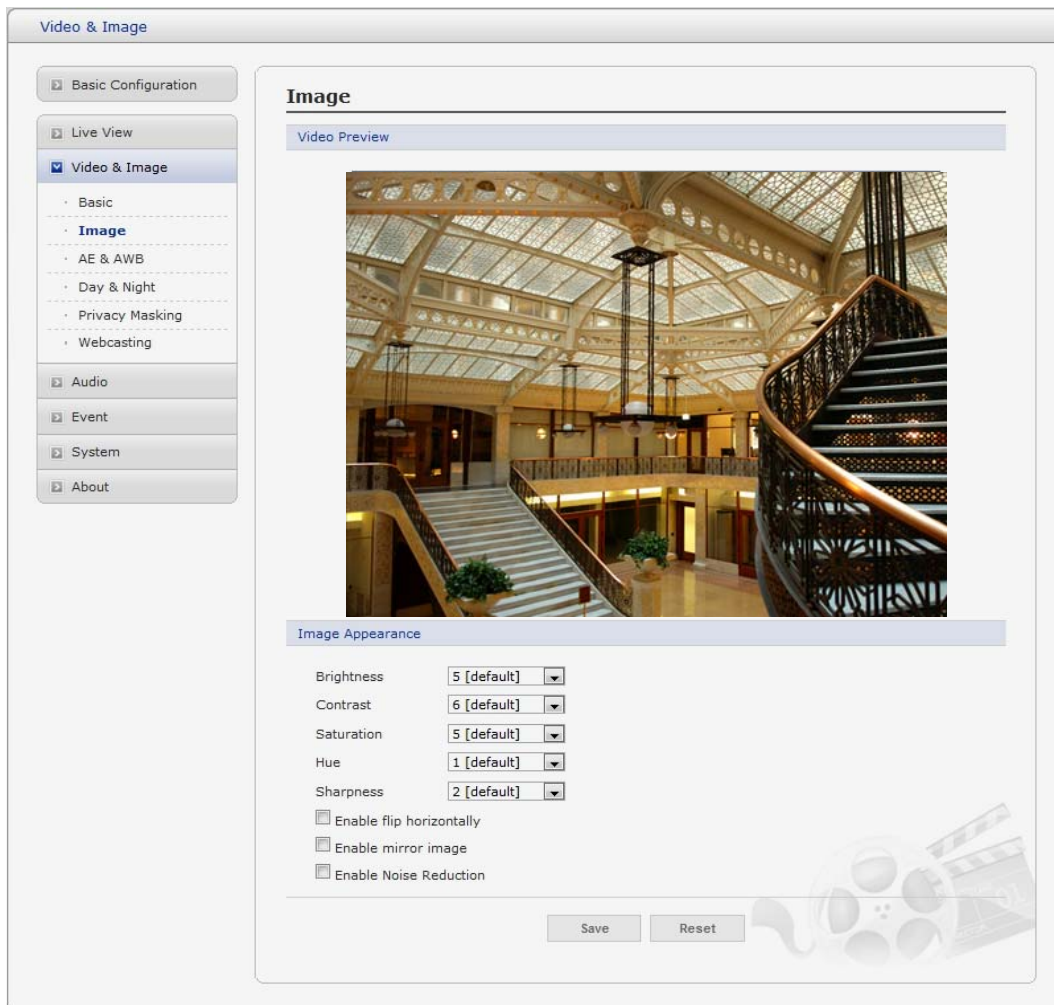 Video & Image
Basic Configuration
Live View
Video & Image
· Basic
· Image
· AE & AWB
· Day & Night
· Privacy Masking
· Webcasting
Audio
Event
System
About
Image
Video Preview
Image Appearance
Brightness 5 [default]
Contrast 6 [default]
Saturation 5 [default]
Hue 1 [default]
Sharpness 2 [default]
Enable flip horizontally
Enable mirror image
Enable Noise Reduction
Save Reset